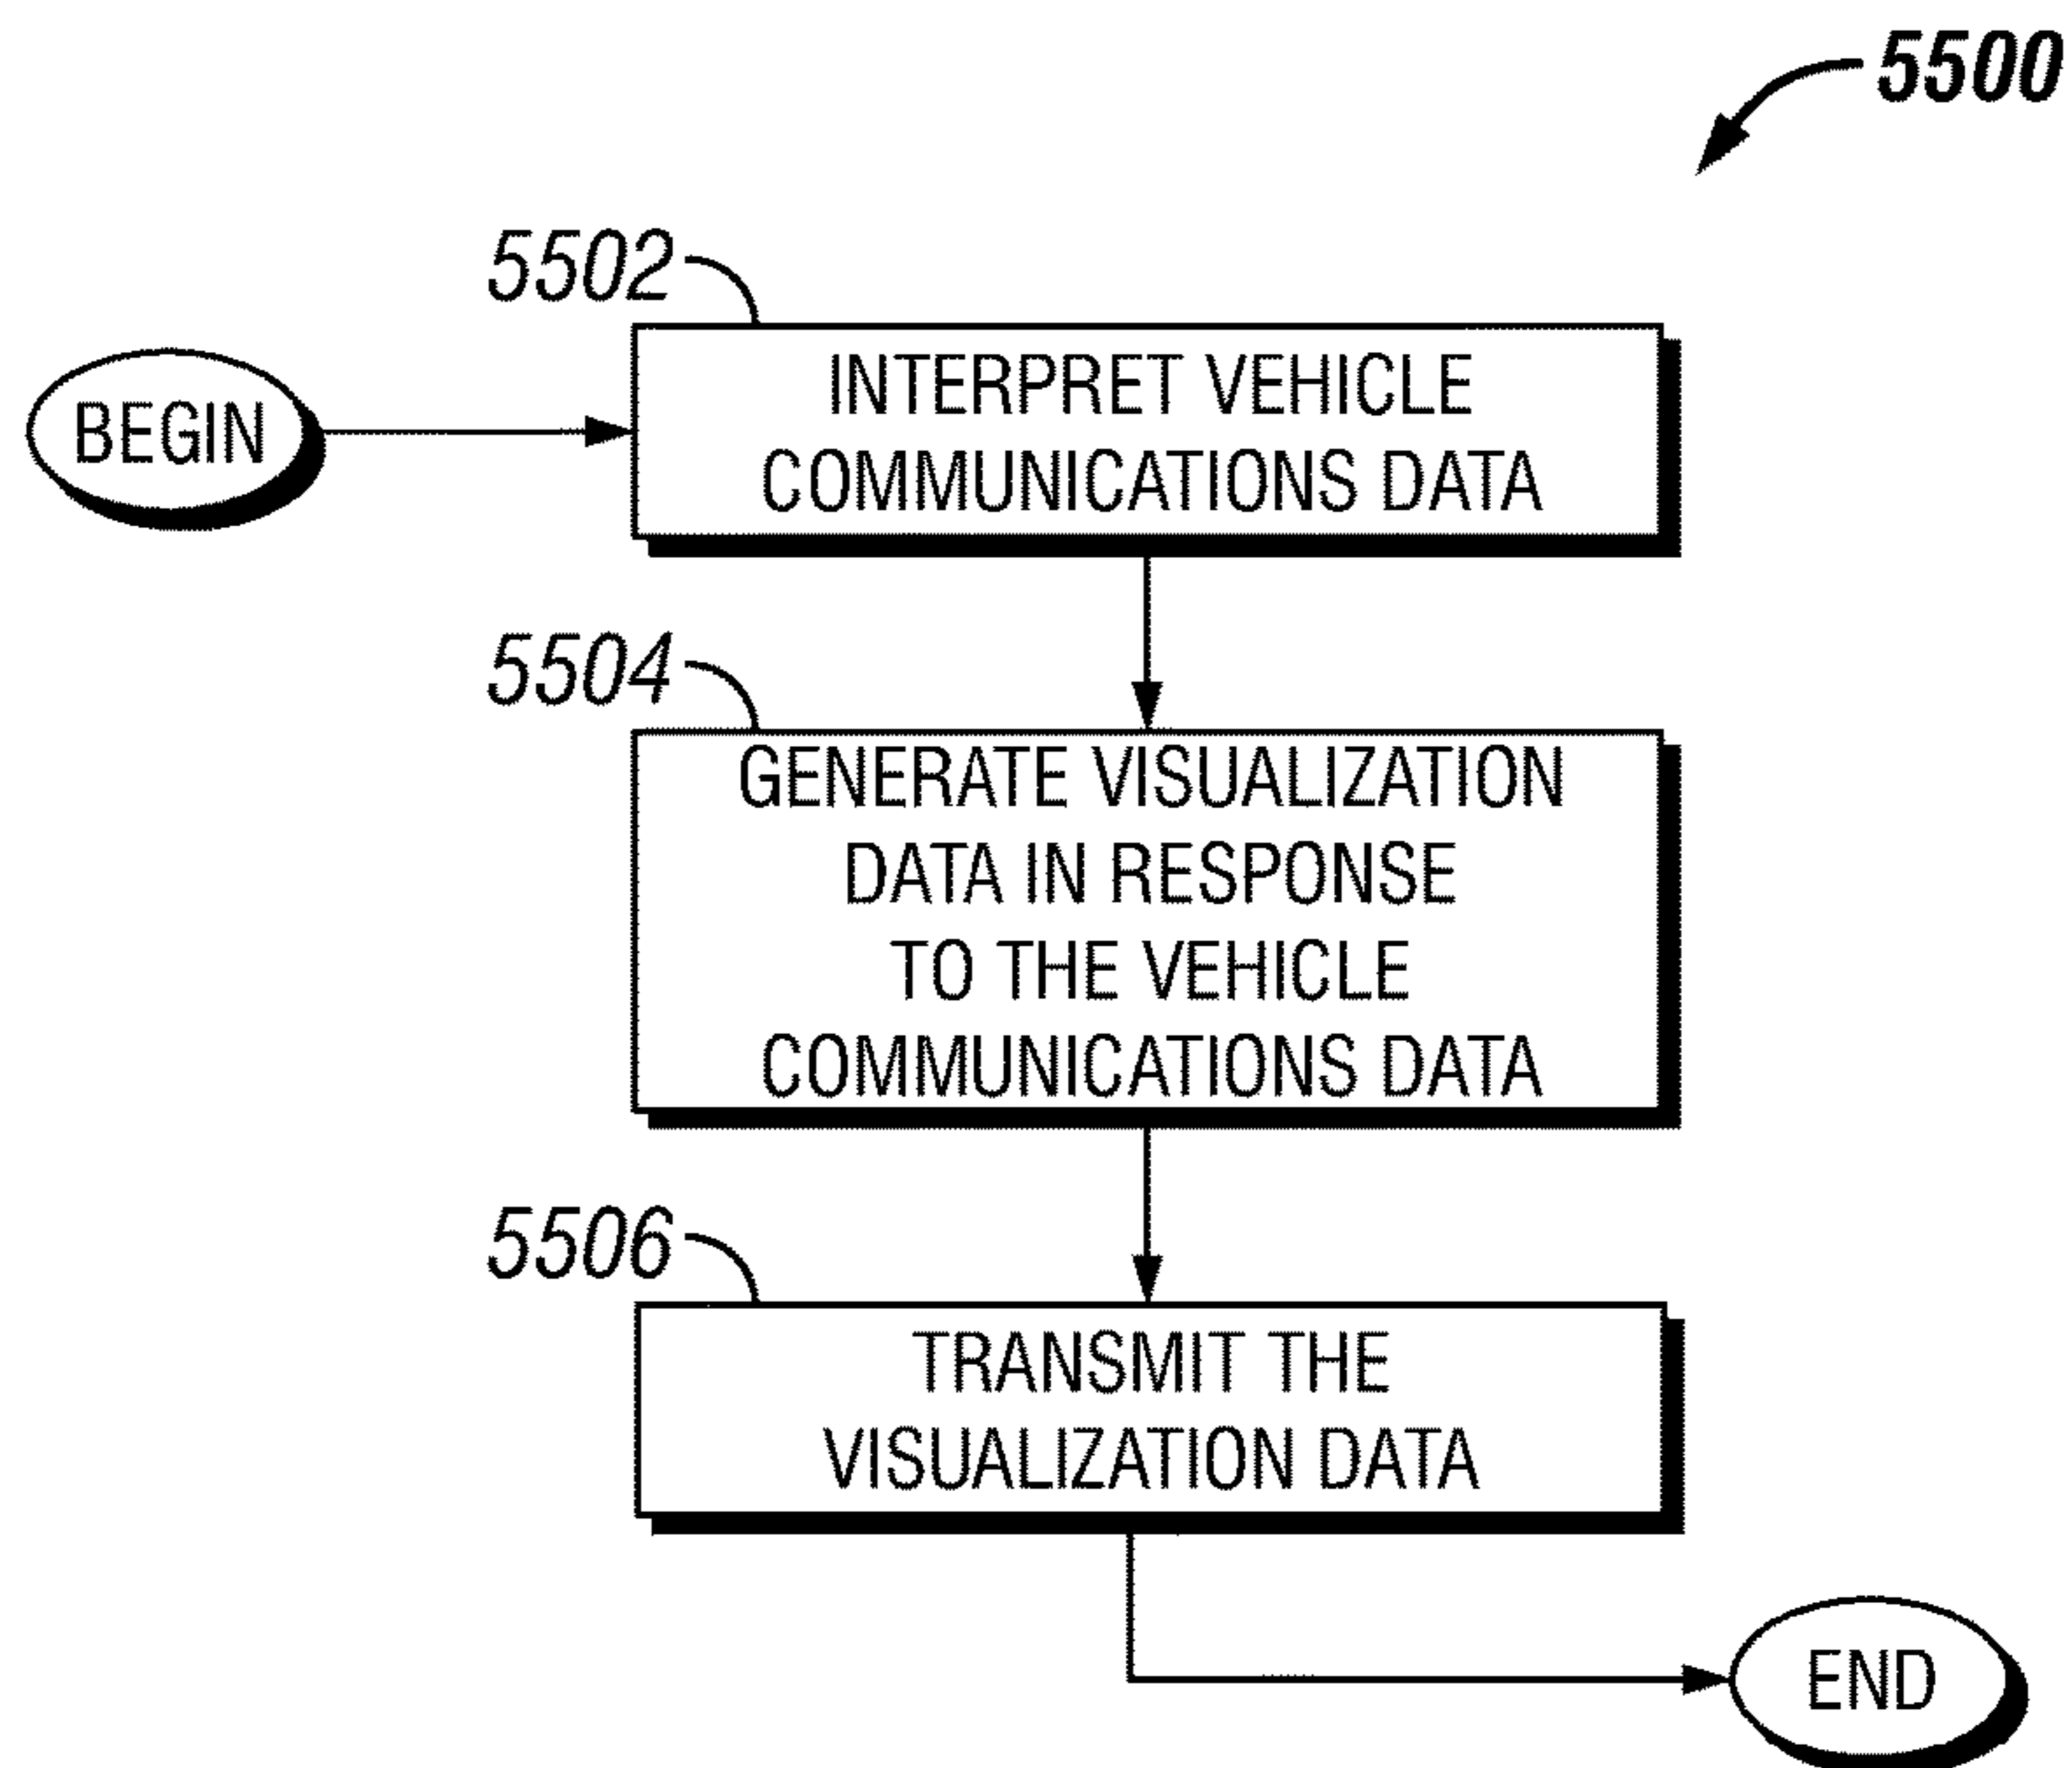 5500
5502
BEGIN
INTERPRET VEHICLE
COMMUNICATIONS DATA
5504
GENERATE VISUALIZATION
DATA IN RESPONSE
TO THE VEHICLE
COMMUNICATIONS DATA
5506
TRANSMIT THE
VISUALIZATION DATA
END